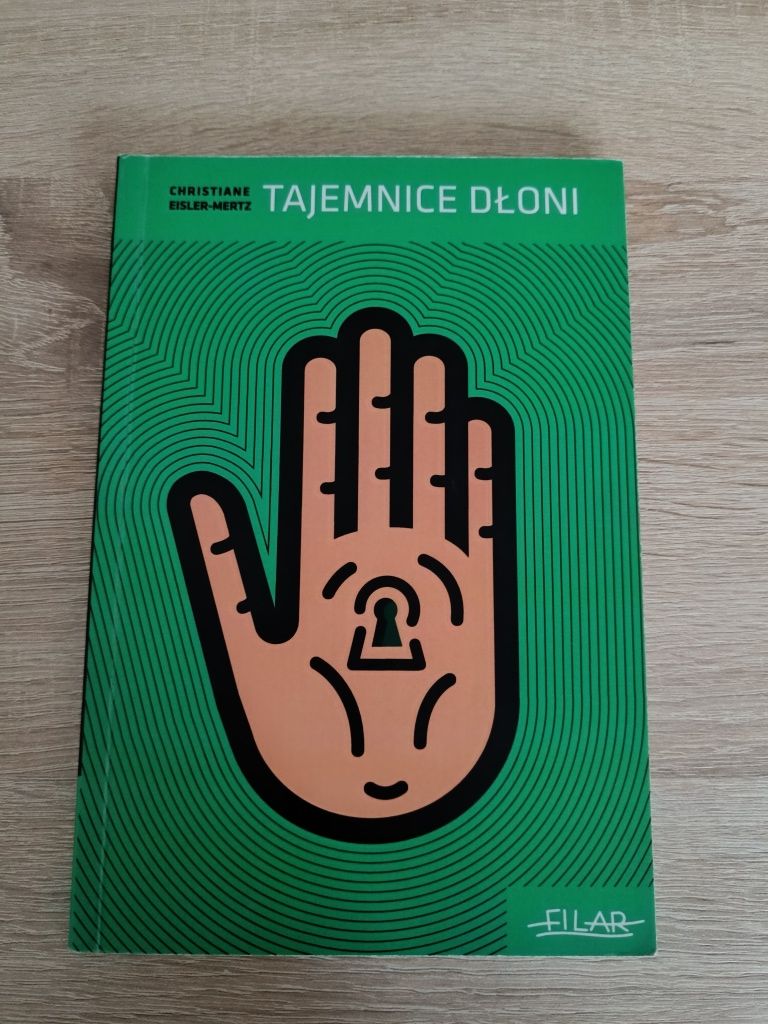 CHRISTIANE
EISLER-MERTZ
TAJEMNICE DŁONI
FILAR